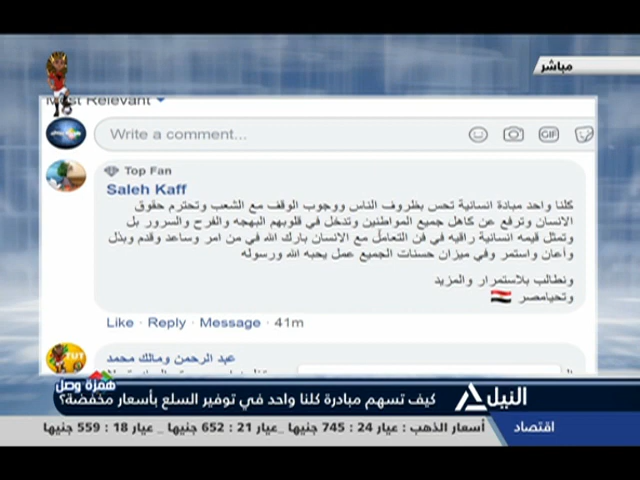 مباشر
Most Relevant
Write a comment...
GIF
Top Fan
Saleh Kaff
كلنا واحد مبادة انسانية تحس بظروف الناس ووجوب الوقف مع الشعب وتحترم حقوق
الانسان وترفع عن كاهل جميع المواطنين وتدخل في قلوبهم البهجه والفرح والسرور بل
وتمثل قيمه انسانية راقيه في فن التعامل مع الانسان بارك الله في من امر وساعد وقدم وبذل
وأعان واستمر وفي ميزان حسنات الجميع عمل يحبه الله ورسوله
ونطالب بلاستمرار والمزيد
وتحيامصر
Like · Reply · Message · 41m
TUT
عبد الرحمن ومالك محمد
همزة وصل
النيل
كيف تسهم مبادرة كلنا واحد في توفير السلع بأسعار مخفضة؟
اقتصاد
أسعار الذهب : عيار 24 : 745 جنيها _ عيار 21 : 652 جنيها _ عيار 18 : 559 جنيها